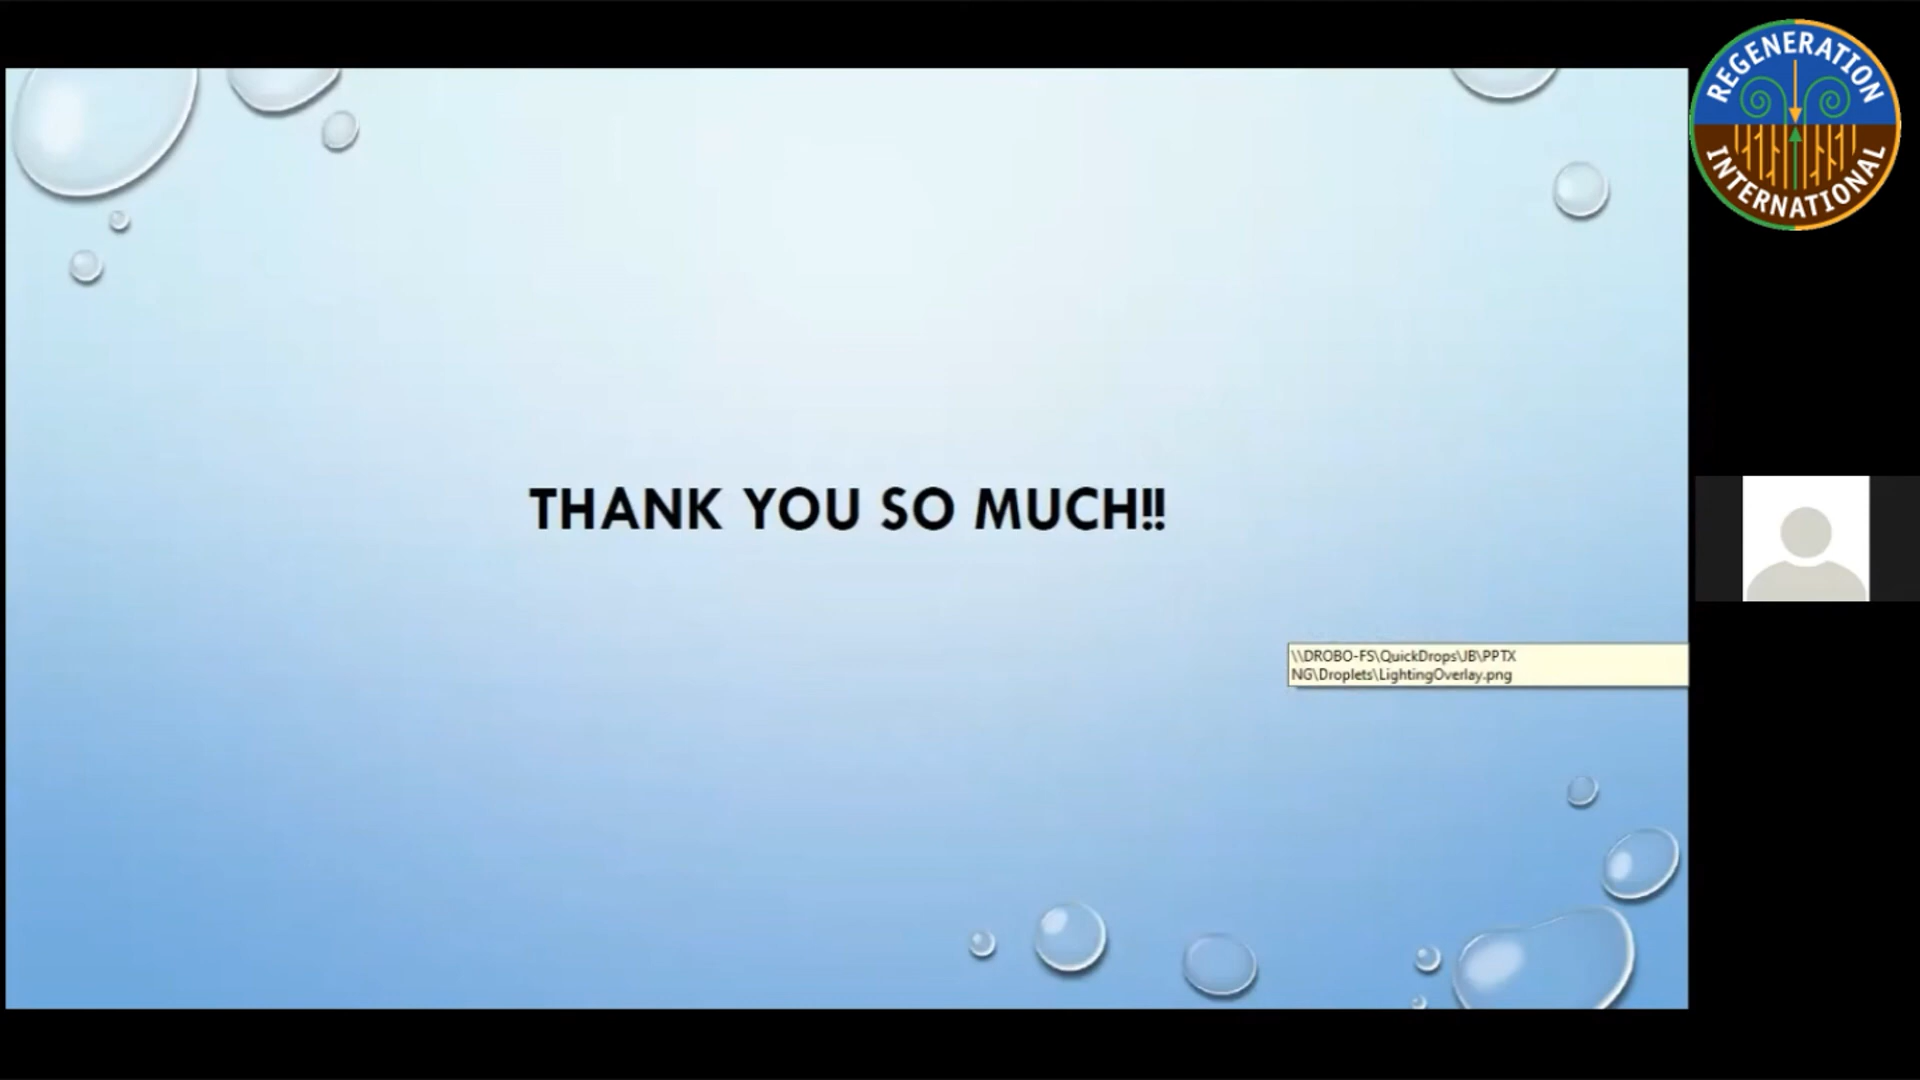 REGENERATION
INTERNATIONAL
THANK YOU SO MUCH!!
\\DROBO-FS\QuickDrops\JB\PPTX
NG\Droplets\LightingOverlay.png